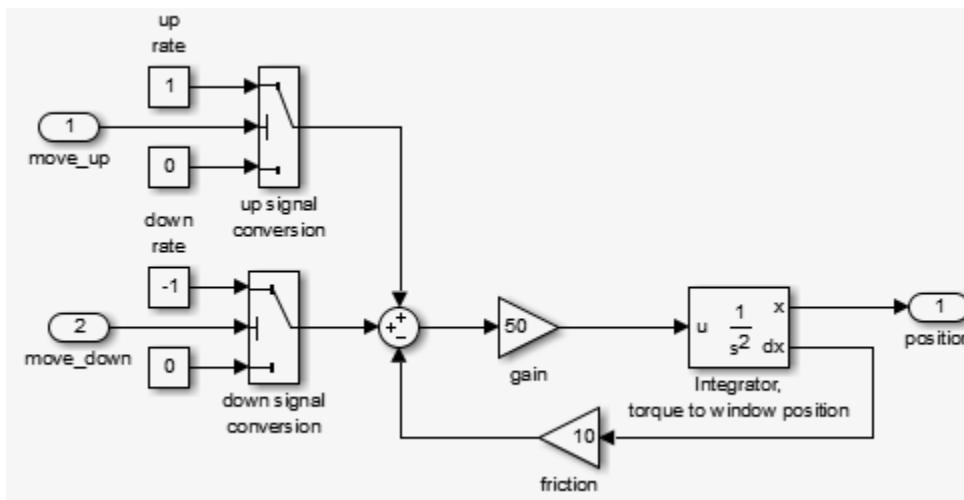 up
rate
1
1
move_up
0
up signal
conversion
down
rate
-1
2
move_down
0
down signal
conversion
+
+
−
50
gain
u
1
s2
x
dx
Integrator,
torque to window position
1
position
10
friction